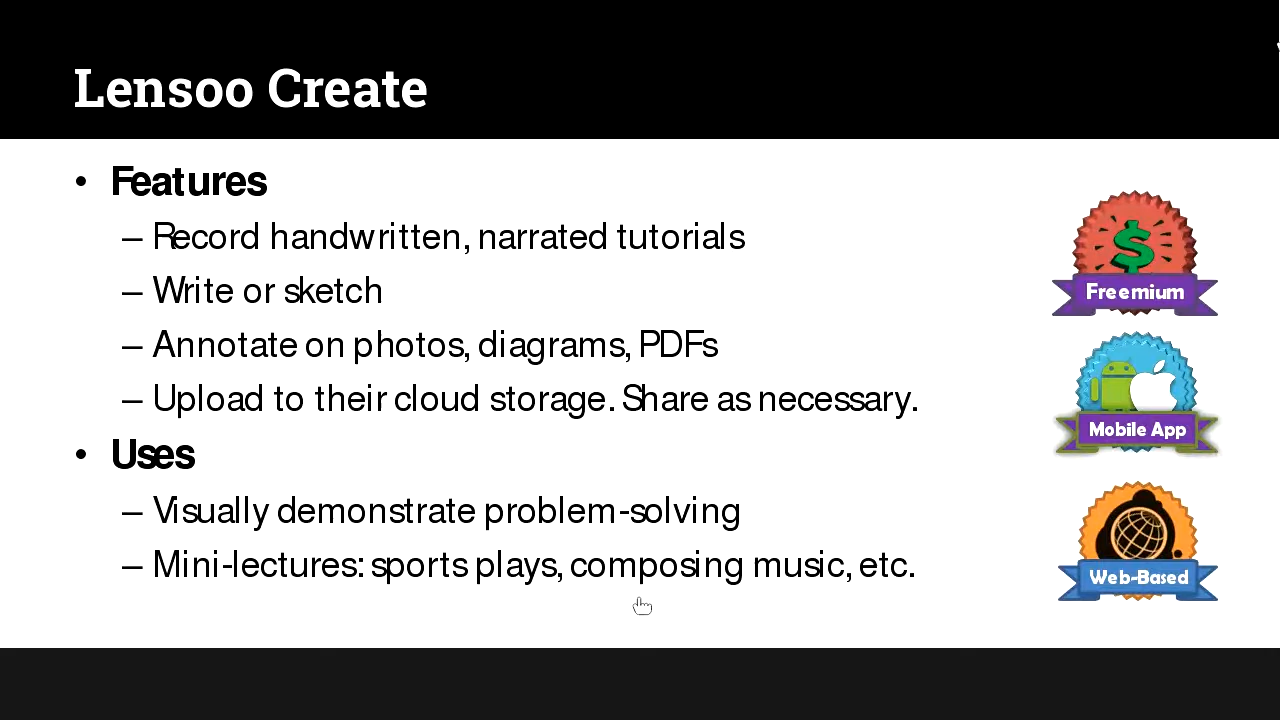 Lensoo Create
• Features
– Record handwritten, narrated tutorials
– Write or sketch
– Annotate on photos, diagrams, PDFs
– Upload to their cloud storage. Share as necessary.
• Uses
– Visually demonstrate problem-solving
– Mini-lectures: sports plays, composing music, etc.
$
Freemium
Mobile App
Web-Based